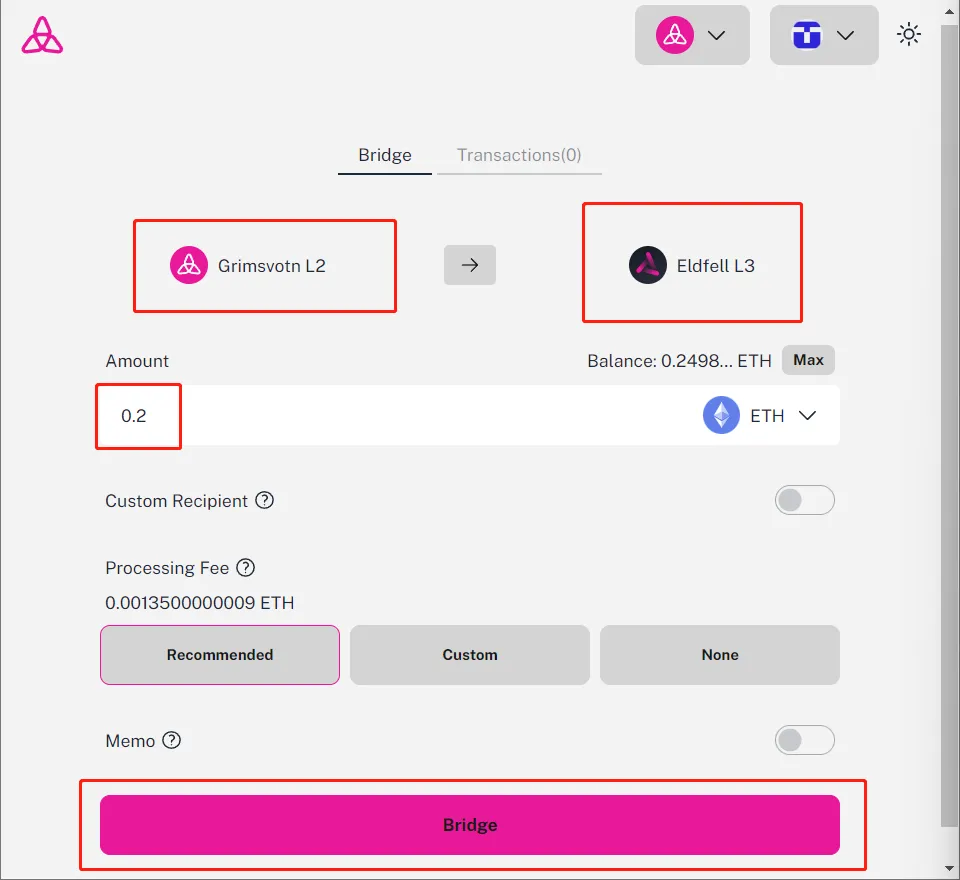 Bridge
Transactions(0)
Grimsvotn L2
Eldfell L3
Amount
Balance: 0.2498... ETH
Max
0.2
ETH
Custom Recipient
Processing Fee
0.0013500000009 ETH
Recommended
Custom
None
Memo
Bridge